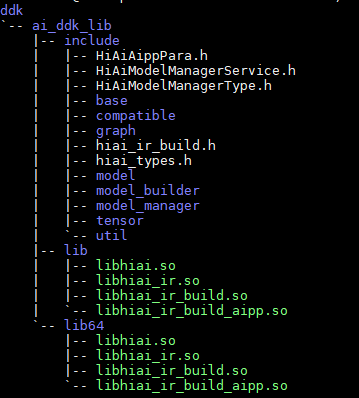 ddk
`-- ai_ddk_lib
    |-- include
    |   |-- HiAiAippPara.h
    |   |-- HiAiModelManagerService.h
    |   |-- HiAiModelManagerType.h
    |   |-- base
    |   |-- compatible
    |   |-- graph
    |   |-- hiai_ir_build.h
    |   |-- hiai_types.h
    |   |-- model
    |   |-- model_builder
    |   |-- model_manager
    |   |-- tensor
    |   `-- util
    |-- lib
    |   |-- libhiai.so
    |   |-- libhiai_ir.so
    |   |-- libhiai_ir_build.so
    |   `-- libhiai_ir_build_aipp.so
    `-- lib64
        |-- libhiai.so
        |-- libhiai_ir.so
        |-- libhiai_ir_build.so
        `-- libhiai_ir_build_aipp.so